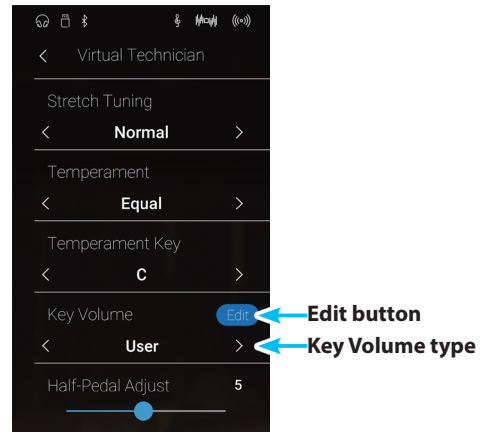 Virtual Technician
Stretch Tuning
Normal
Temperament
Equal
Temperament Key
C
Key Volume Edit
User
Half-Pedal Adjust 5
Edit button
Key Volume type